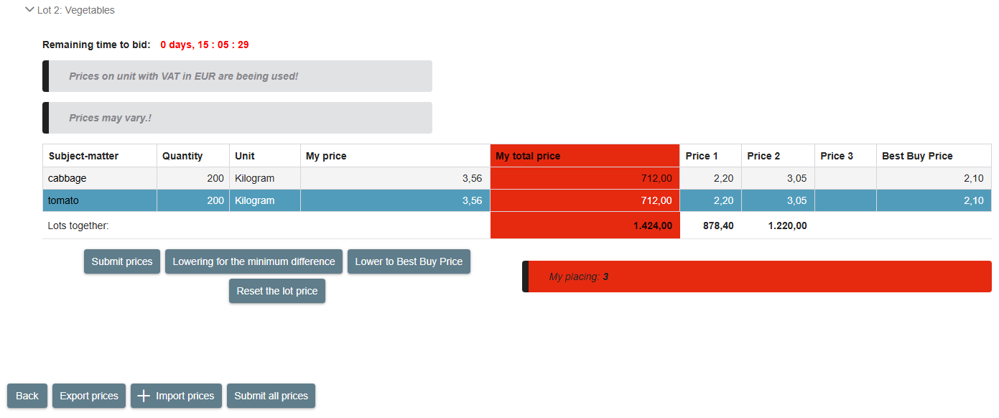 Lot 2: Vegetables
Remaining time to bid: 0 days, 15 : 05 : 29
Prices on unit with VAT in EUR are beeing used!
Prices may vary.!
Subject-matter Quantity Unit My price My total price Price 1 Price 2 Price 3 Best Buy Price
cabbage 200 Kilogram 3,56 712,00 2,20 3,05 2,10
tomato 200 Kilogram 3,56 712,00 2,20 3,05 2,10
Lots together: 1.424,00 878,40 1.220,00
Submit prices Lowering for the minimum difference Lower to Best Buy Price
Reset the lot price
My placing: 3
Back Export prices Import prices Submit all prices